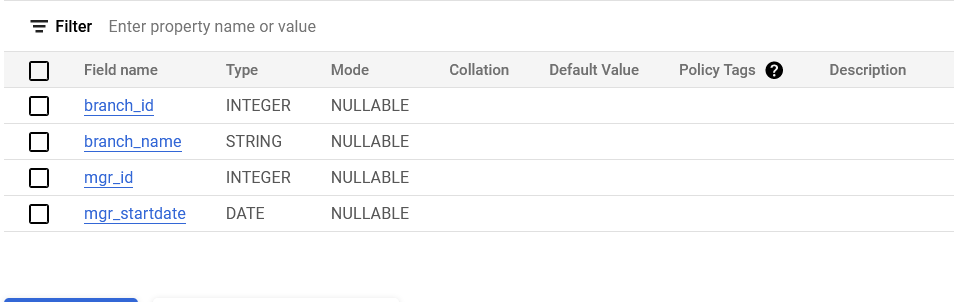 Filter Enter property name or value
Field name Type Mode Collation Default Value Policy Tags ? Description
branch_id INTEGER NULLABLE
branch_name STRING NULLABLE
mgr_id INTEGER NULLABLE
mgr_startdate DATE NULLABLE